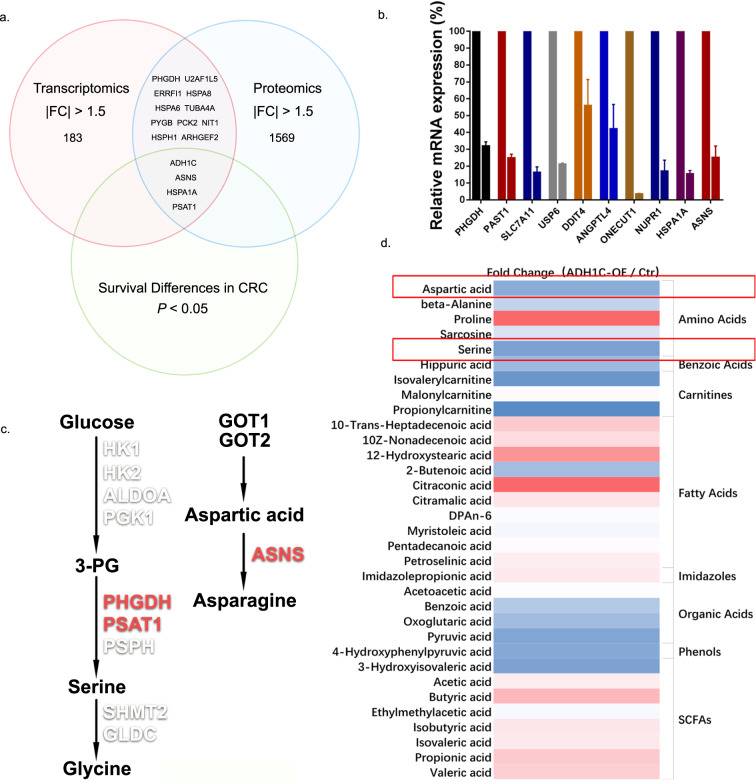 a.
Transcriptomics
|FC| > 1.5
183
PHGDH U2AF1L5
ERRFI1 HSPA8
HSPA6 TUBA4A
PYGB PCK2 NIT1
HSPH1 ARHGEF2
Proteomics
|FC| > 1.5
1569
ADH1C
ASNS
HSPA1A
PSAT1
Survival Differences in CRC
P < 0.05
b.
Relative mRNA expression (%)
100
90
80
70
60
50
40
30
20
10
0
PHGDH
PAST1
SLC7A11
USP6
DDIT4
ANGPTL4
ONECUT1
NUPR1
HSPA1A
ASNS
c.
Glucose
HK1
HK2
ALDOA
PGK1
3-PG
PHGDH
PSAT1
PSPH
Serine
SHMT2
GLDC
Glycine
GOT1
GOT2
Aspartic acid
ASNS
Asparagine
d.
Fold Change (ADH1C-OE / Ctr)
Aspartic acid
beta-Alanine
Proline
Sarcosine
Serine
Hippuric acid
Isovalerylcarnitine
Malonylcarnitine
Propionylcarnitine
10-Trans-Heptadecenoic acid
10Z-Nonadecenoic acid
12-Hydroxystearic acid
2-Butenoic acid
Citraconic acid
Citramalic acid
DPAn-6
Myristoleic acid
Pentadecanoic acid
Petroselinic acid
Imidazolepropionic acid
Acetoacetic acid
Benzoic acid
Oxoglutaric acid
Pyruvic acid
4-Hydroxyphenylpyruvic acid
3-Hydroxyisovaleric acid
Acetic acid
Butyric acid
Ethylmethylacetic acid
Isobutyric acid
Isovaleric acid
Propionic acid
Valeric acid
Amino Acids
Benzoic Acids
Carnitines
Fatty Acids
Imidazoles
Organic Acids
Phenols
SCFAs